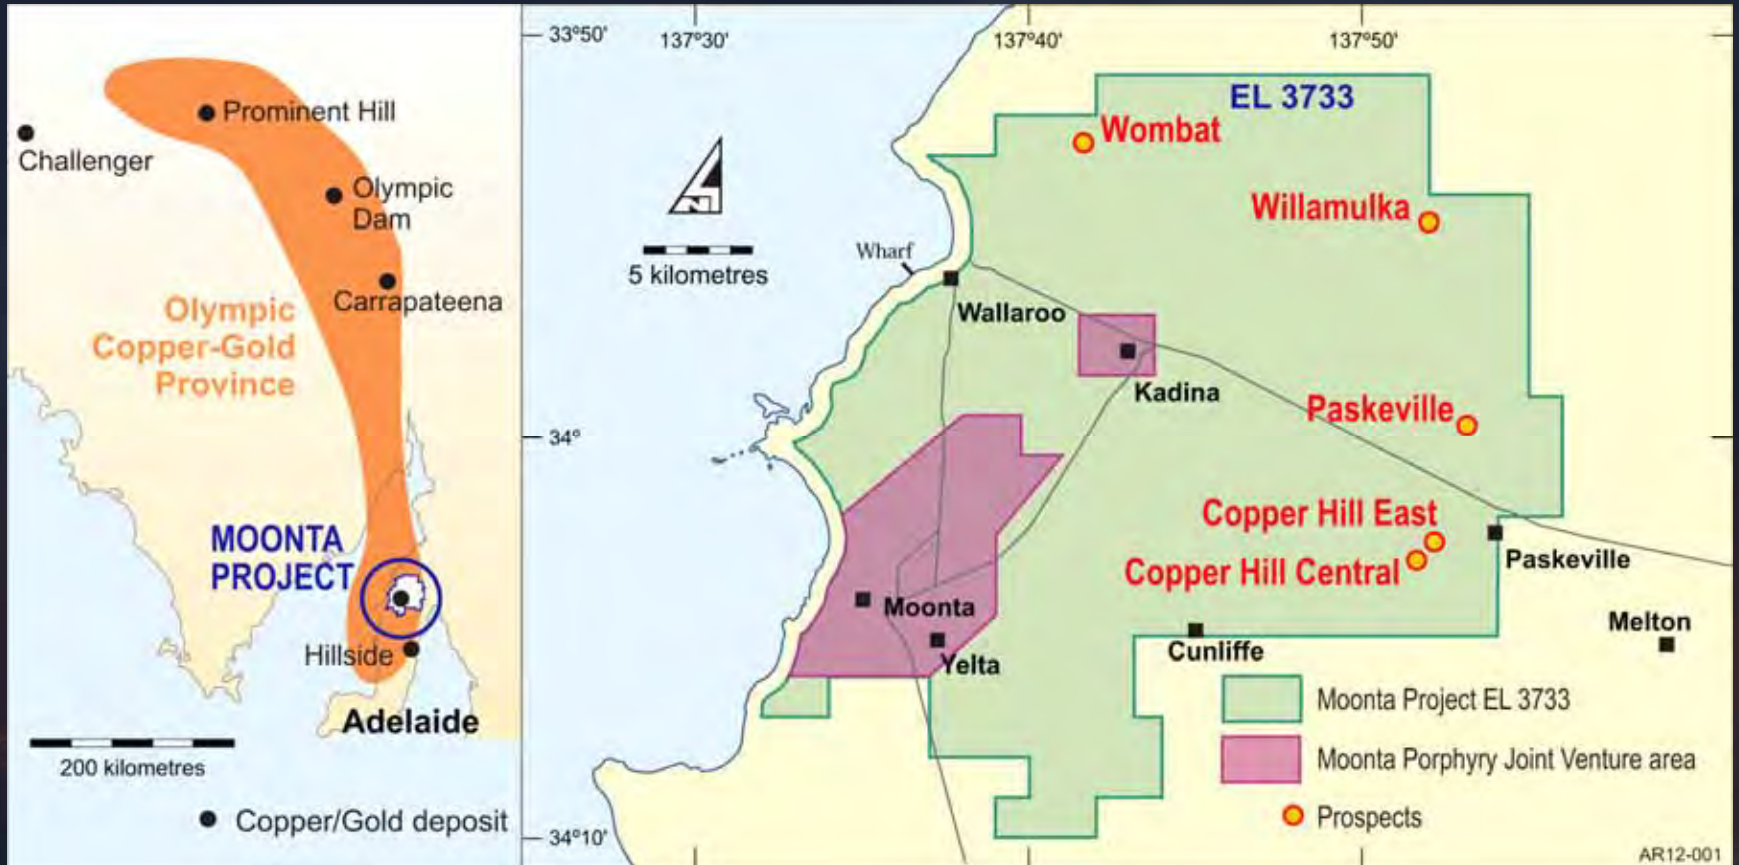 Prominent Hill
Challenger
Olympic
Dam
Carrapateena
Olympic
Copper-Gold
Province
MOONTA
PROJECT
Hillside
Adelaide
200 kilometres
Copper/Gold deposit
33°50'
137°30'
137°40'
137°50'
EL 3733
Wombat
Willamulka
N
5 kilometres
Wharf
Wallaroo
Kadina
Paskeville
34°
Copper Hill East
Copper Hill Central
Paskeville
Moonta
Yelta
Cunliffe
Melton
Moonta Project EL 3733
Moonta Porphyry Joint Venture area
Prospects
34°10'
AR12-001